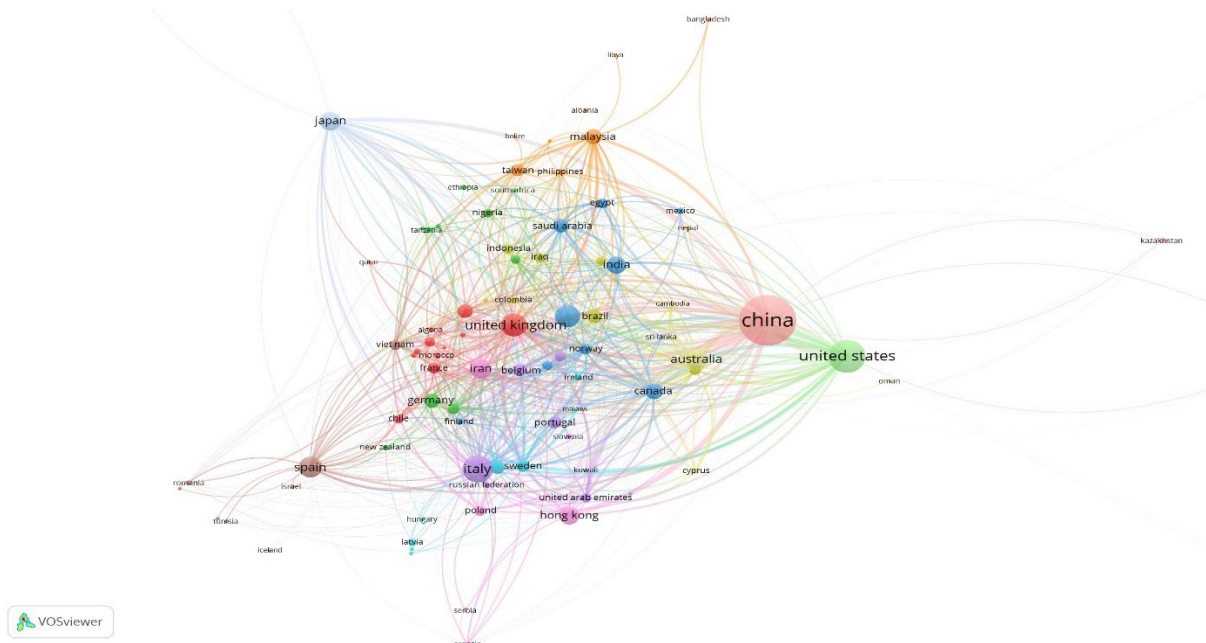 bangladesh
libya
albania
japan
belize
malaysia
taiwan
philippines
ethiopia
south africa
egypt
nigeria
mexico
saudi arabia
nepal
tanzania
kazakhstan
indonesia
iraq
qatar
india
colombia
cambodia
brazil
china
united kingdom
algeria
sri lanka
viet nam
norway
morocco
united states
australia
france
iran
belgium
ireland
oman
canada
germany
malawi
chile
finland
portugal
slovenia
new zealand
spain
italy
sweden
kuwait
cyprus
romania
israel
russian federation
united arab emirates
poland
hong kong
tunisia
hungary
latvia
iceland
serbia
VOSviewer